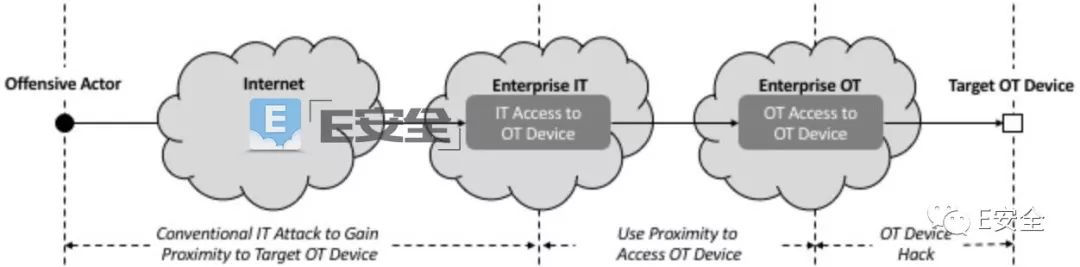 Offensive Actor
Internet
Enterprise IT
Enterprise OT
Target OT Device
E
「E安全」
IT Access to
OT Device
OT Access to
OT Device
E安全
Conventional IT Attack to Gain
Proximity to Target OT Device
Use Proximity to
Access OT Device
OT Device
Hack